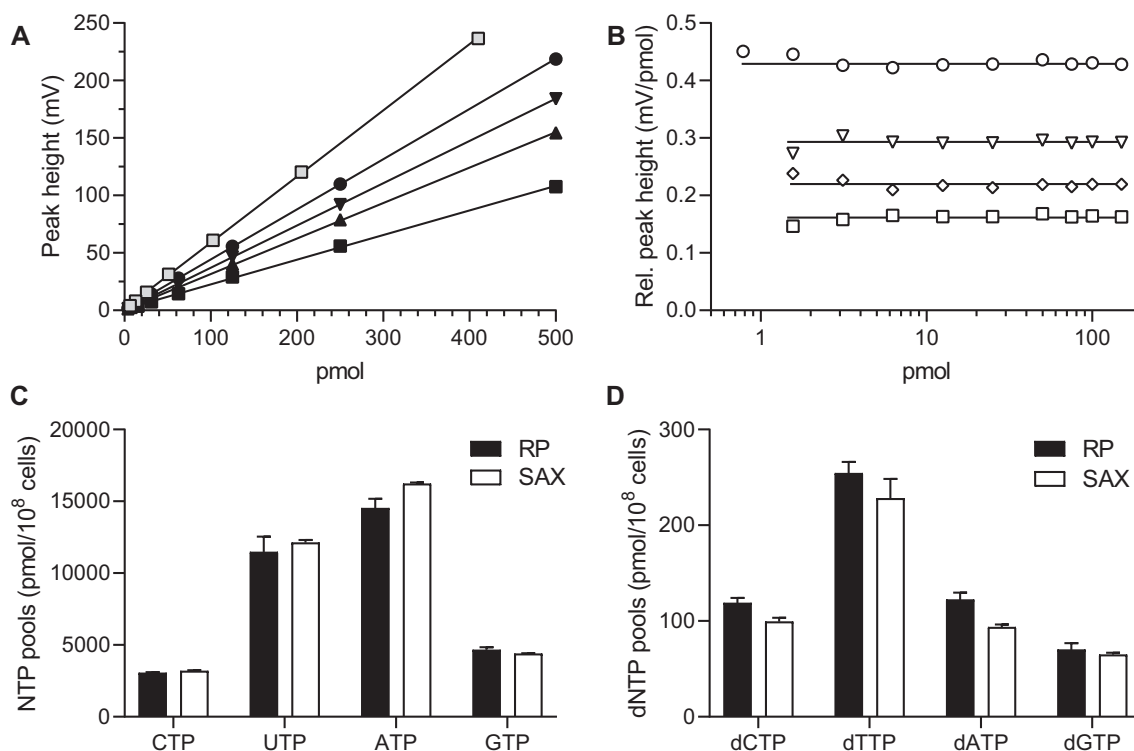 A
Peak height (mV)
250
200
150
100
50
0
0 100 200 300 400 500
pmol
B
Rel. peak height (mV/pmol)
0.5
0.4
0.3
0.2
0.1
0.0
1 10 100
pmol
C
NTP pools (pmol/10⁸ cells)
20000
15000
10000
5000
0
RP
SAX
CTP UTP ATP GTP
D
dNTP pools (pmol/10⁸ cells)
300
200
100
0
RP
SAX
dCTP dTTP dATP dGTP